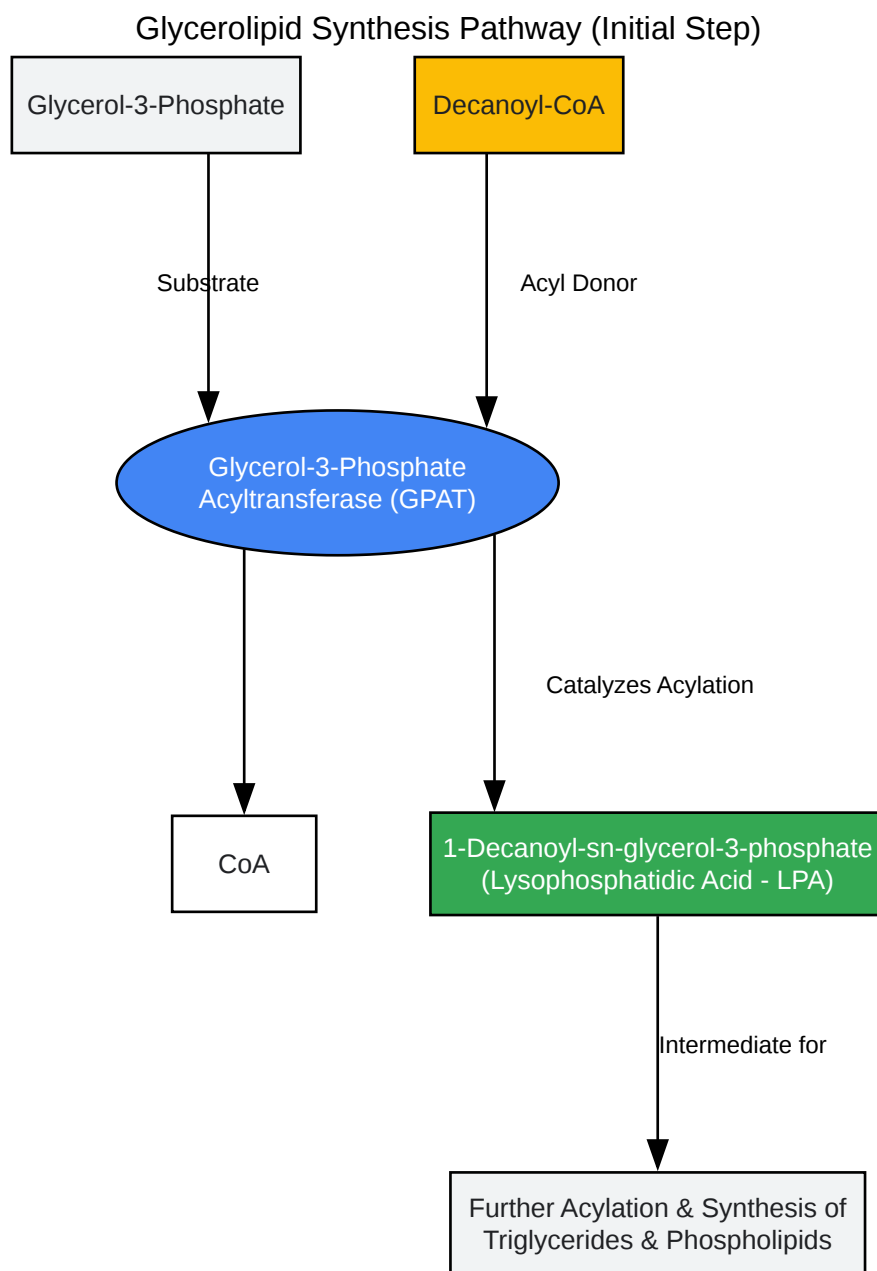 Glycerolipid Synthesis Pathway (Initial Step)
Glycerol-3-Phosphate
Decanoyl-CoA
Substrate
Acyl Donor
Glycerol-3-Phosphate
Acyltransferase (GPAT)
Catalyzes Acylation
CoA
1-Decanoyl-sn-glycerol-3-phosphate
(Lysophosphatidic Acid - LPA)
Intermediate for
Further Acylation & Synthesis of
Triglycerides & Phospholipids